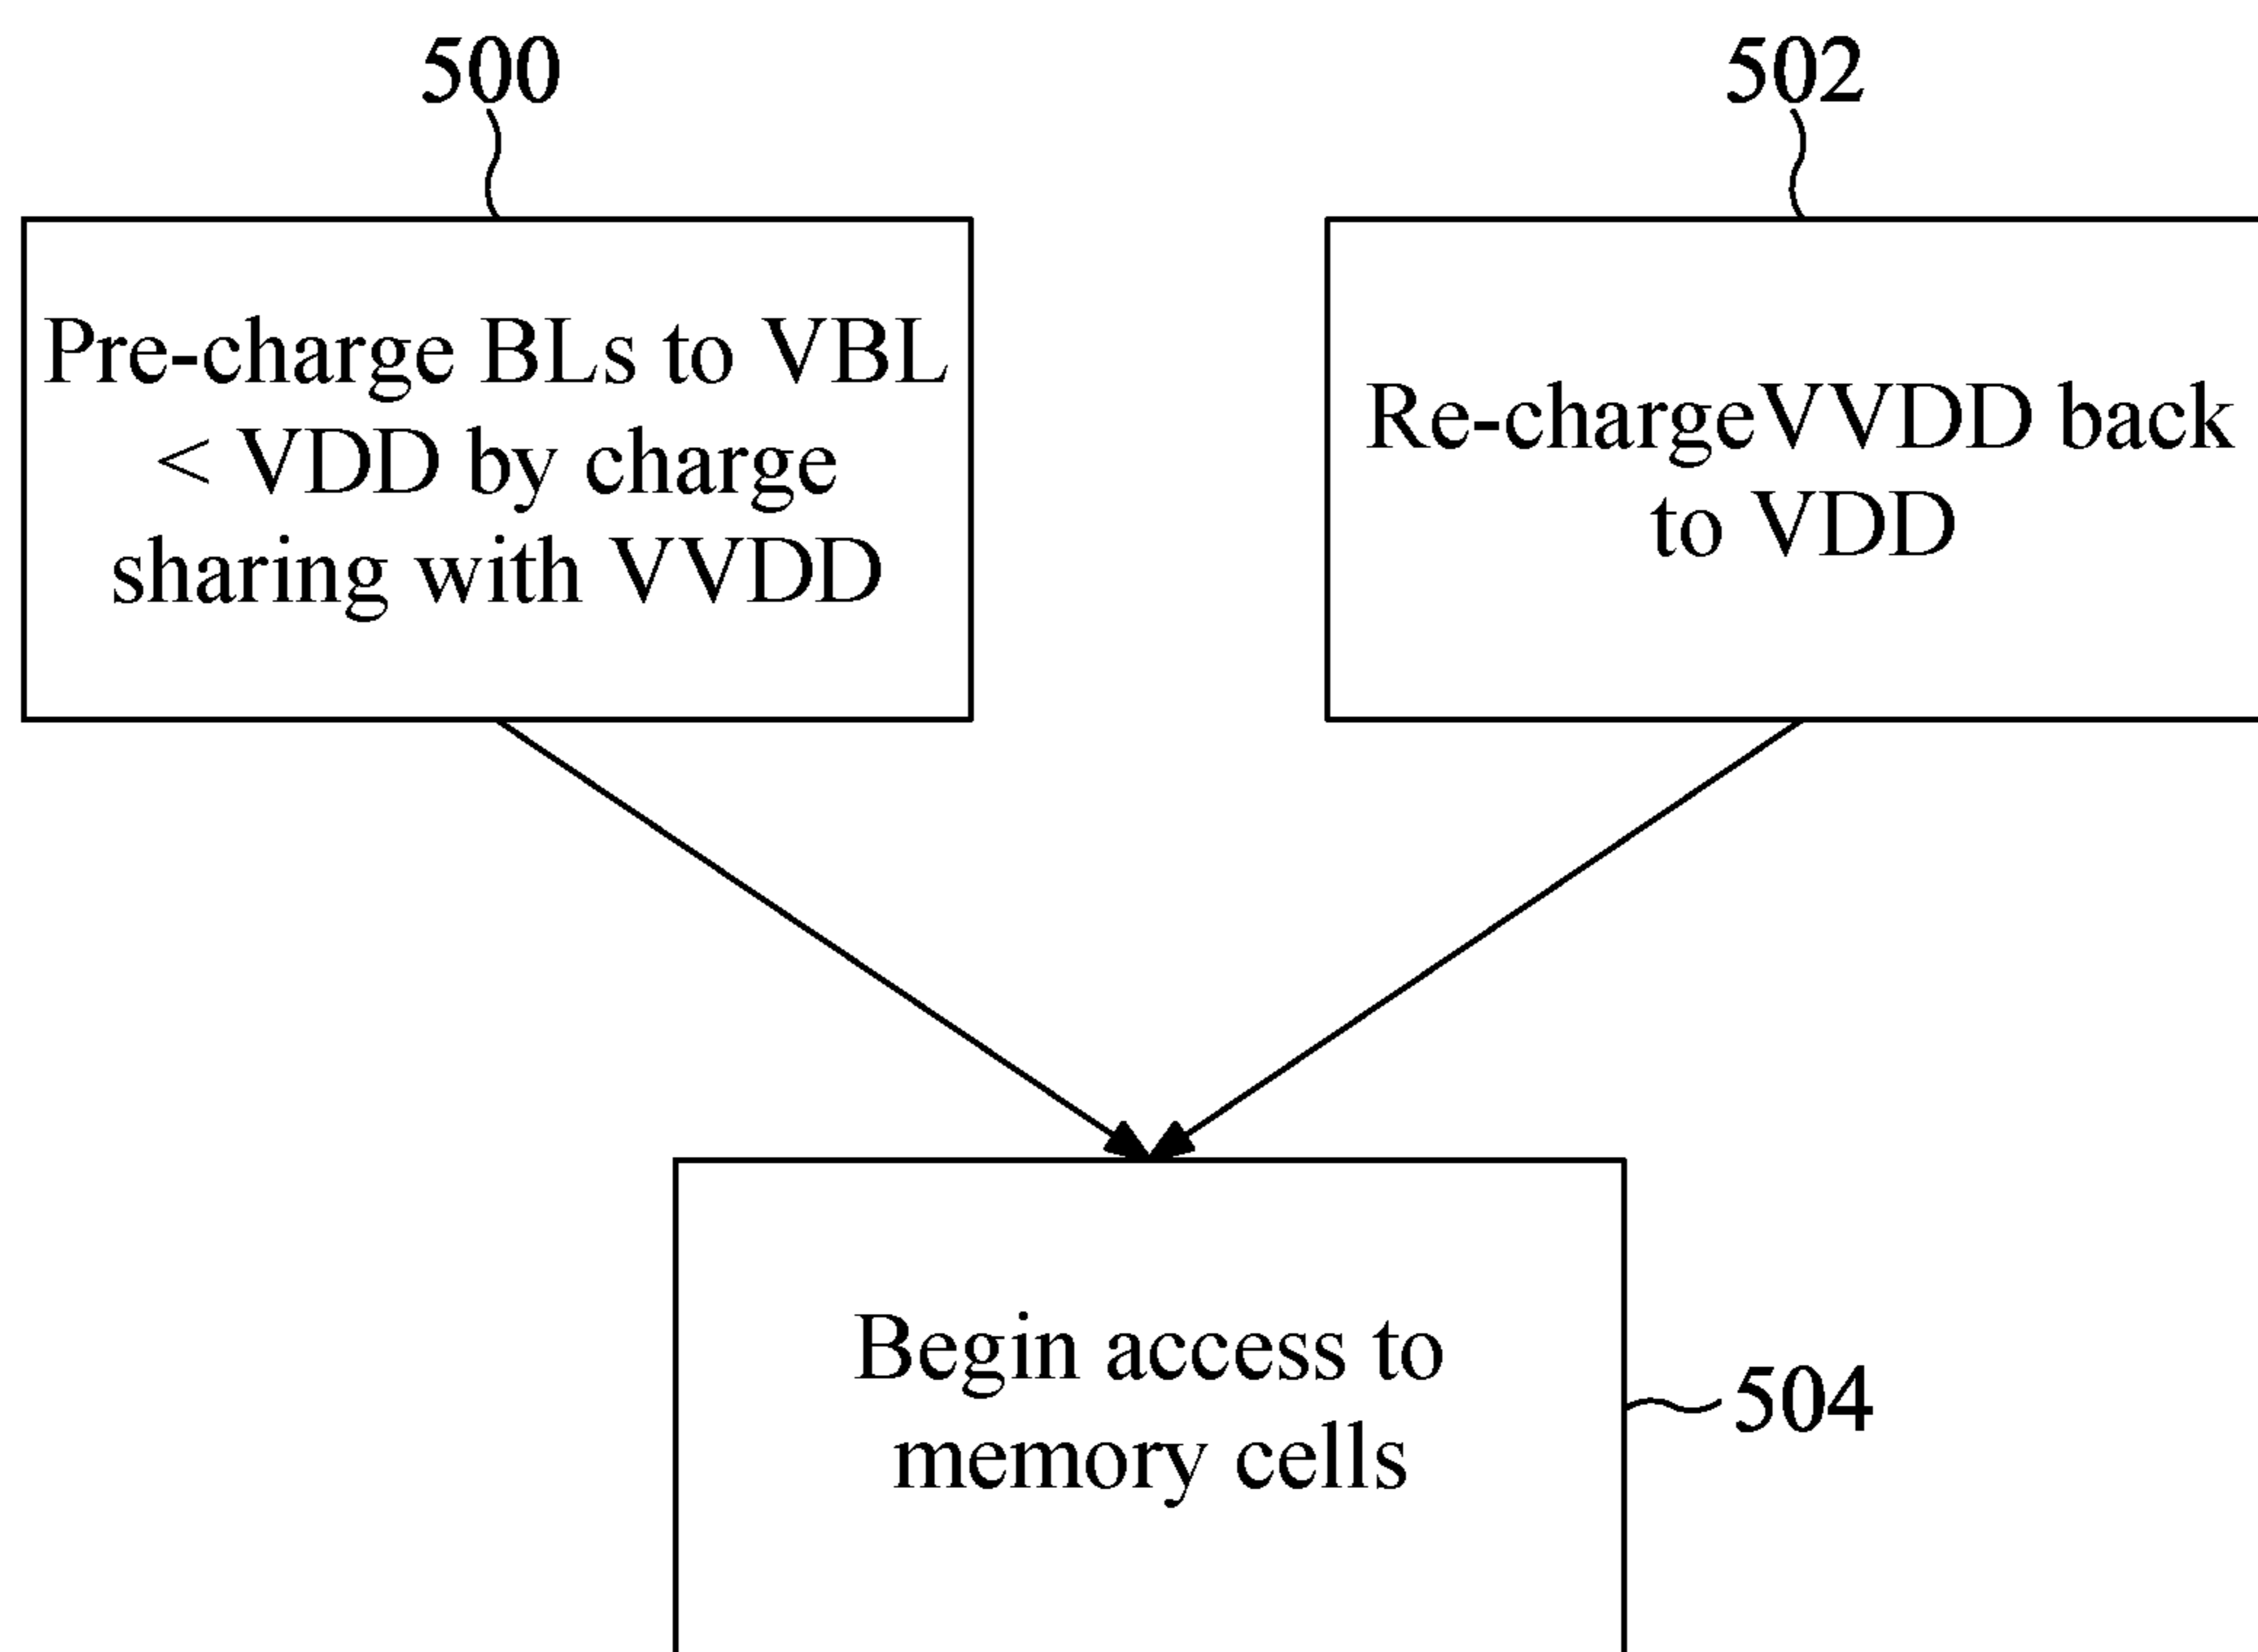 500
502
Pre-charge BLs to VBL
< VDD by charge
sharing with VVDD
Re-chargeVVDD back
to VDD
Begin access to
memory cells
504